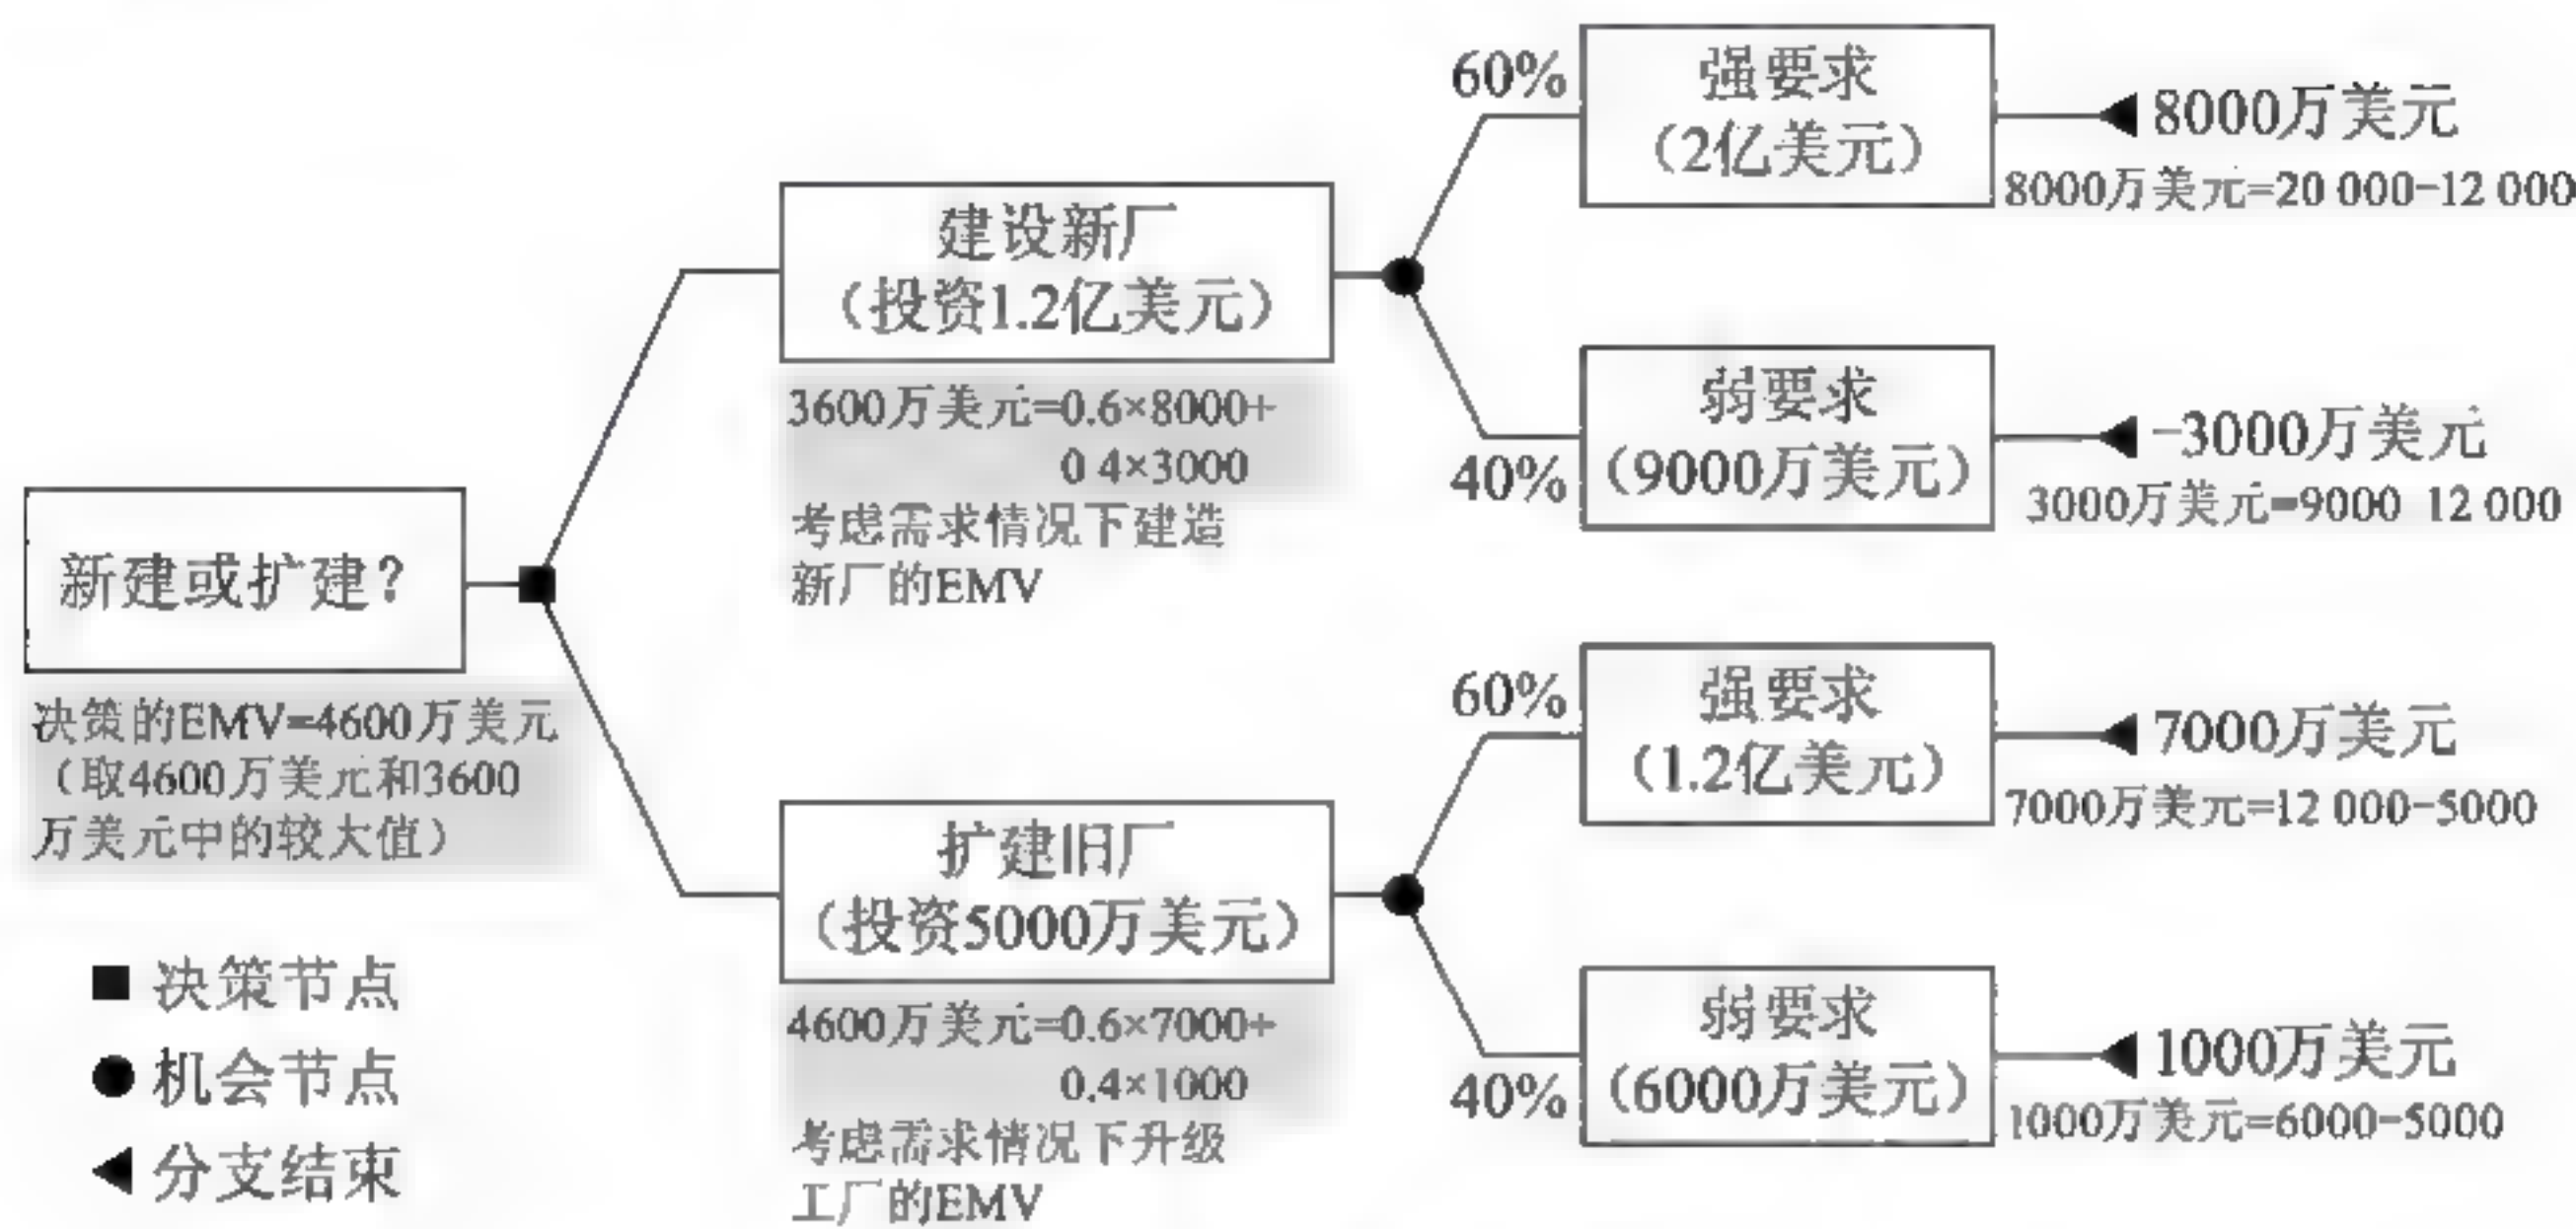 新建或扩建？
决策的EMV=4600万美元
（取4600万美元和3600
万美元中的较大值）
■ 决策节点
● 机会节点
◀ 分支结束
建设新厂
（投资1.2亿美元）
3600万美元=0.6×8000+
0 4×3000
考虑需求情况下建造
新厂的EMV
扩建旧厂
（投资5000万美元）
4600万美元=0.6×7000+
0.4×1000
考虑需求情况下升级
工厂的EMV
60%
强要求
（2亿美元）
8000万美元
8000万美元=20 000-12 000
40%
弱要求
（9000万美元）
-3000万美元
3000万美元=9000 12 000
60%
强要求
（1.2亿美元）
7000万美元
7000万美元=12 000-5000
40%
弱要求
（6000万美元）
1000万美元
1000万美元=6000-5000